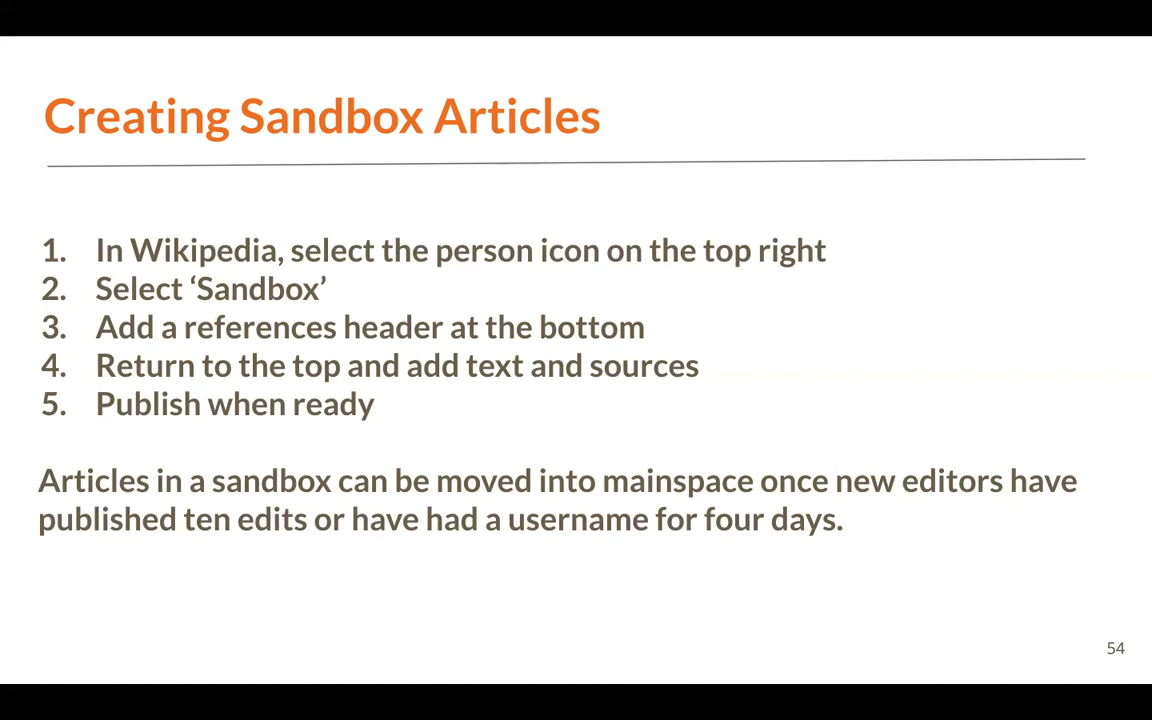 Creating Sandbox Articles
1. In Wikipedia, select the person icon on the top right
2. Select ‘Sandbox’
3. Add a references header at the bottom
4. Return to the top and add text and sources
5. Publish when ready
Articles in a sandbox can be moved into mainspace once new editors have
published ten edits or have had a username for four days.
54